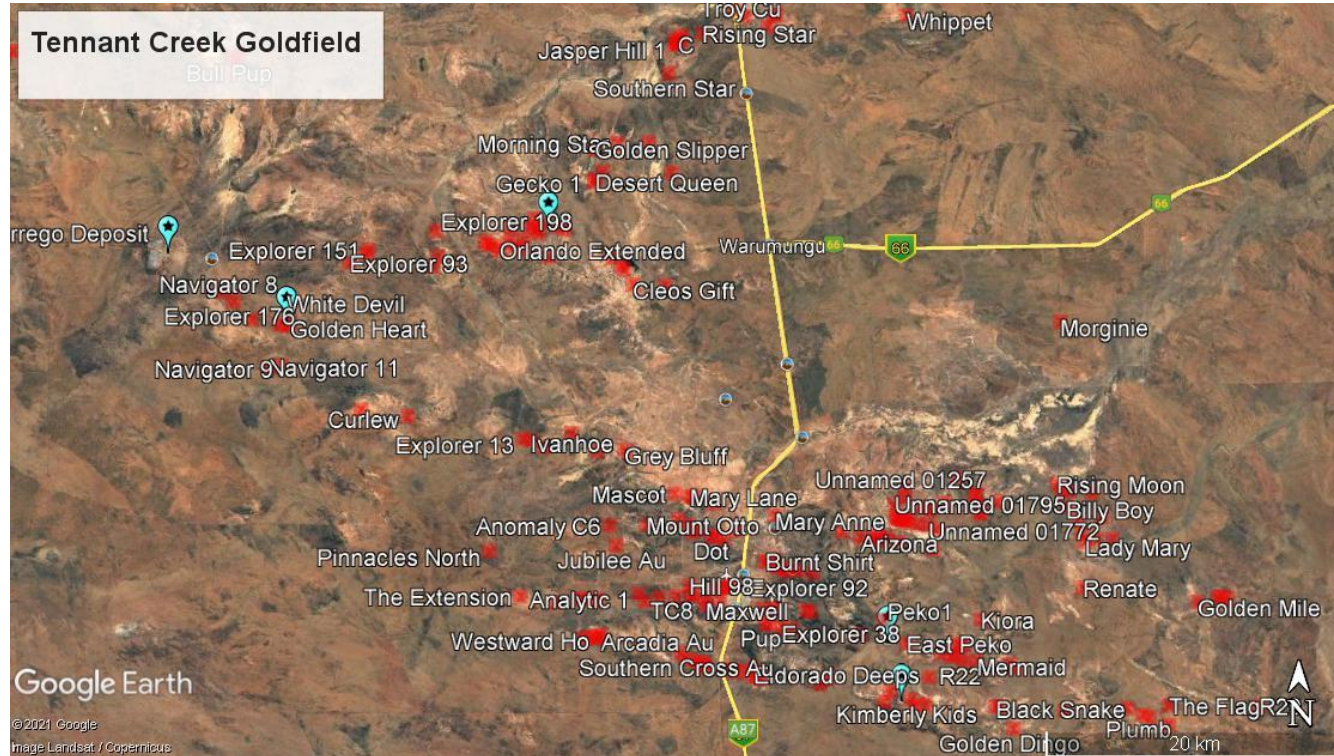 Tennant Creek Goldfield
Bull Pup
Troy Cu
Whippet
Rising Star
Jasper Hill 1
C
Southern Star
Morning Sta
Golden Slipper
Gecko 1
Desert Queen
Explorer 198
rrego Deposit
Explorer 151
Orlando Extended
Warumungu
66
66
66
Explorer 93
Navigator 8
Cleos Gift
White Devil
Explorer 176
Golden Heart
Morginie
Navigator 9
Navigator 11
Curlew
Explorer 13
Ivanhoe
Grey Bluff
Unnamed 01257
Rising Moon
Mascot
Mary Lane
Unnamed 01795
Billy Boy
Anomaly C6
Mount Otto
Mary Anne
Unnamed 01772
Arizona
Lady Mary
Pinnacles North
Jubilee Au
Dot
Burnt Shirt
Hill 98
Explorer 92
Renate
The Extension
Analytic 1
TC8
Maxwell
Peko1
Golden Mile
Kiora
Westward Ho
Arcadia Au
Pup
Explorer 38
East Peko
Southern Cross Au
Eldorado Deeps
R22
Mermaid
Google Earth
Kimberly Kids
Black Snake
The Flag
R2
N
©2021 Google
A87
Plumb
Golden Dingo
20 km
mage Landsat / Copernicus